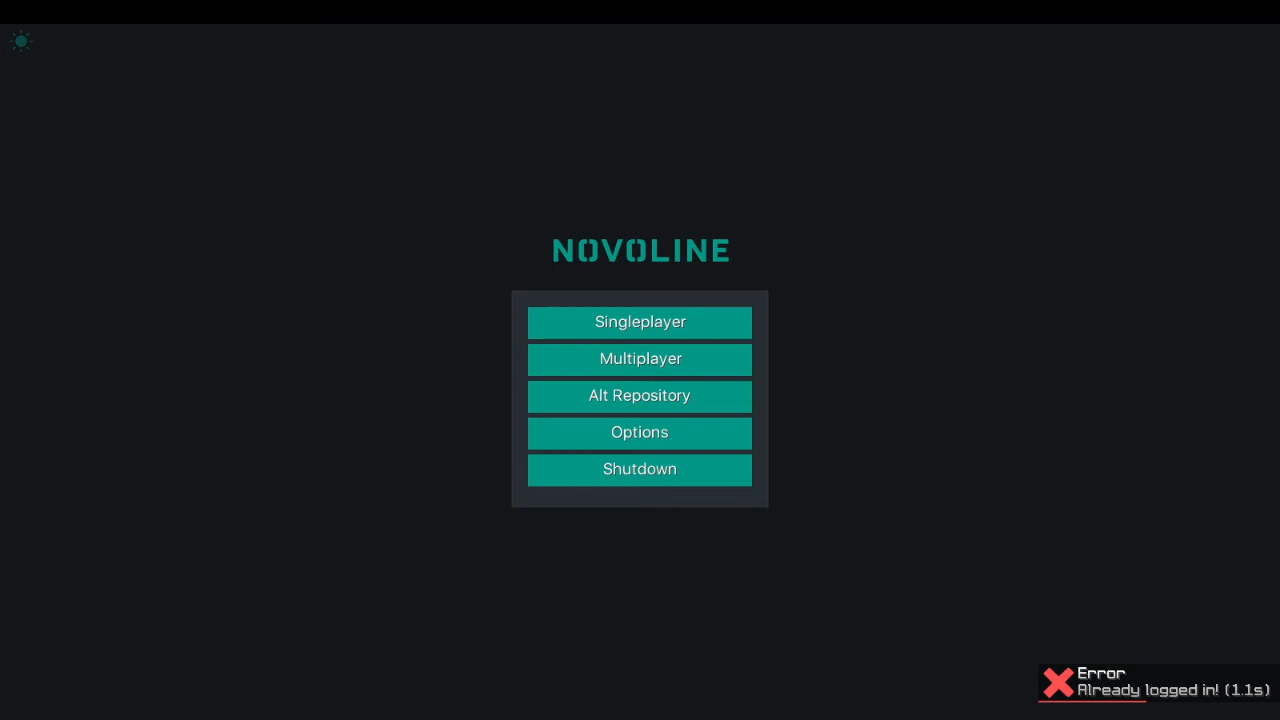 NOVOLINE
Singleplayer
Multiplayer
Alt Repository
Options
Shutdown
Error
Already logged in! (1.1s)